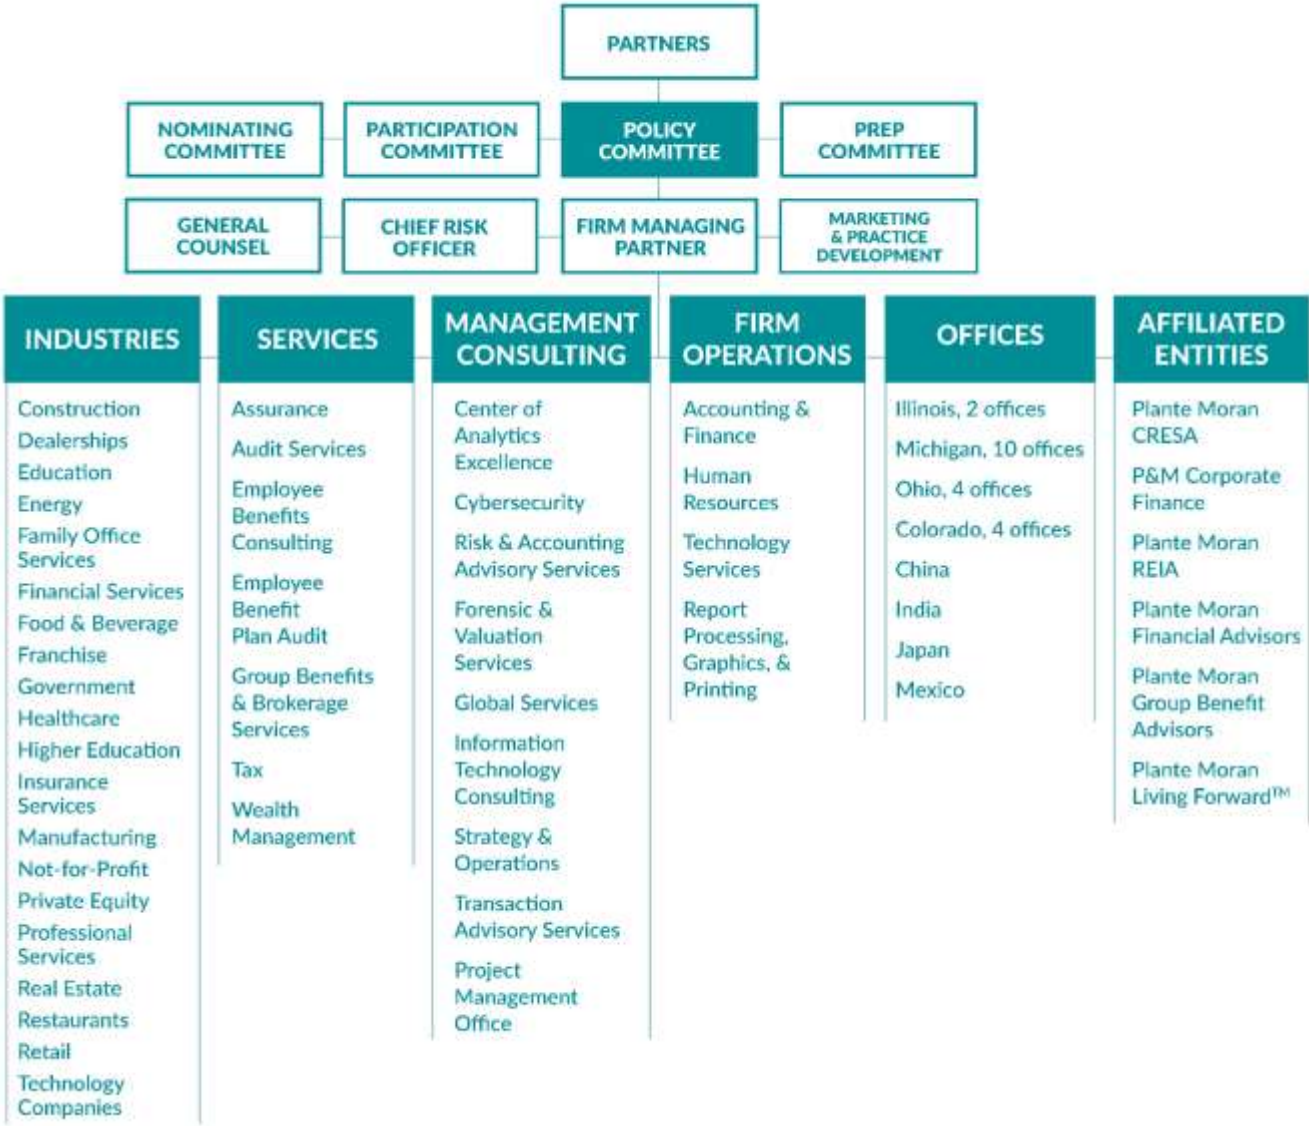 PARTNERS
NOMINATING
COMMITTEE
PARTICIPATION
COMMITTEE
POLICY
COMMITTEE
PREP
COMMITTEE
GENERAL
COUNSEL
CHIEF RISK
OFFICER
FIRM MANAGING
PARTNER
MARKETING
& PRACTICE
DEVELOPMENT
INDUSTRIES
Construction
Dealerships
Education
Energy
Family Office
Services
Financial Services
Food & Beverage
Franchise
Government
Healthcare
Higher Education
Insurance
Services
Manufacturing
Not-for-Profit
Private Equity
Professional
Services
Real Estate
Restaurants
Retail
Technology
Companies
SERVICES
Assurance
Audit Services
Employee
Benefits
Consulting
Employee
Benefit
Plan Audit
Group Benefits
& Brokerage
Services
Tax
Wealth
Management
MANAGEMENT
CONSULTING
Center of
Analytics
Excellence
Cybersecurity
Risk & Accounting
Advisory Services
Forensic &
Valuation
Services
Global Services
Information
Technology
Consulting
Strategy &
Operations
Transaction
Advisory Services
Project
Management
Office
FIRM
OPERATIONS
Accounting &
Finance
Human
Resources
Technology
Services
Report
Processing,
Graphics, &
Printing
OFFICES
Illinois, 2 offices
Michigan, 10 offices
Ohio, 4 offices
Colorado, 4 offices
China
India
Japan
Mexico
AFFILIATED
ENTITIES
Plante Moran
CRESA
P&M Corporate
Finance
Plante Moran
REIA
Plante Moran
Financial Advisors
Plante Moran
Group Benefit
Advisors
Plante Moran
Living Forward™